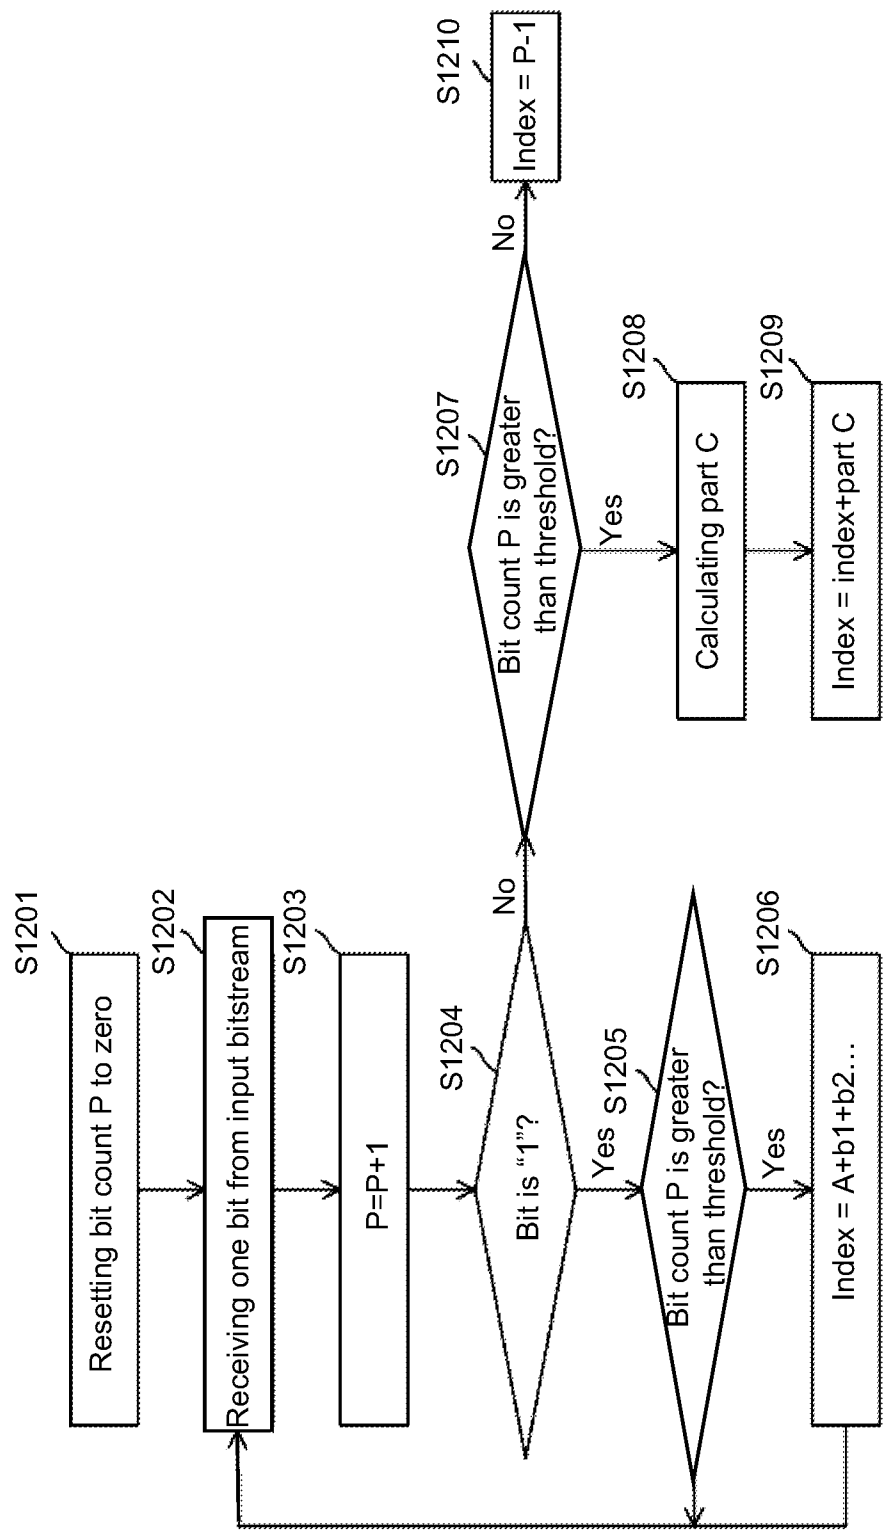 S1201
Resetting bit count P to zero
S1202
Receiving one bit from input bitstream
S1203
P=P+1
S1204
Bit is “1”?
No
Yes
S1205
Bit count P is greater
than threshold?
Yes
S1206
Index = A+b1+b2...
S1207
Bit count P is greater
than threshold?
No
Yes
S1208
Calculating part C
S1209
Index = index+part C
S1210
Index = P-1